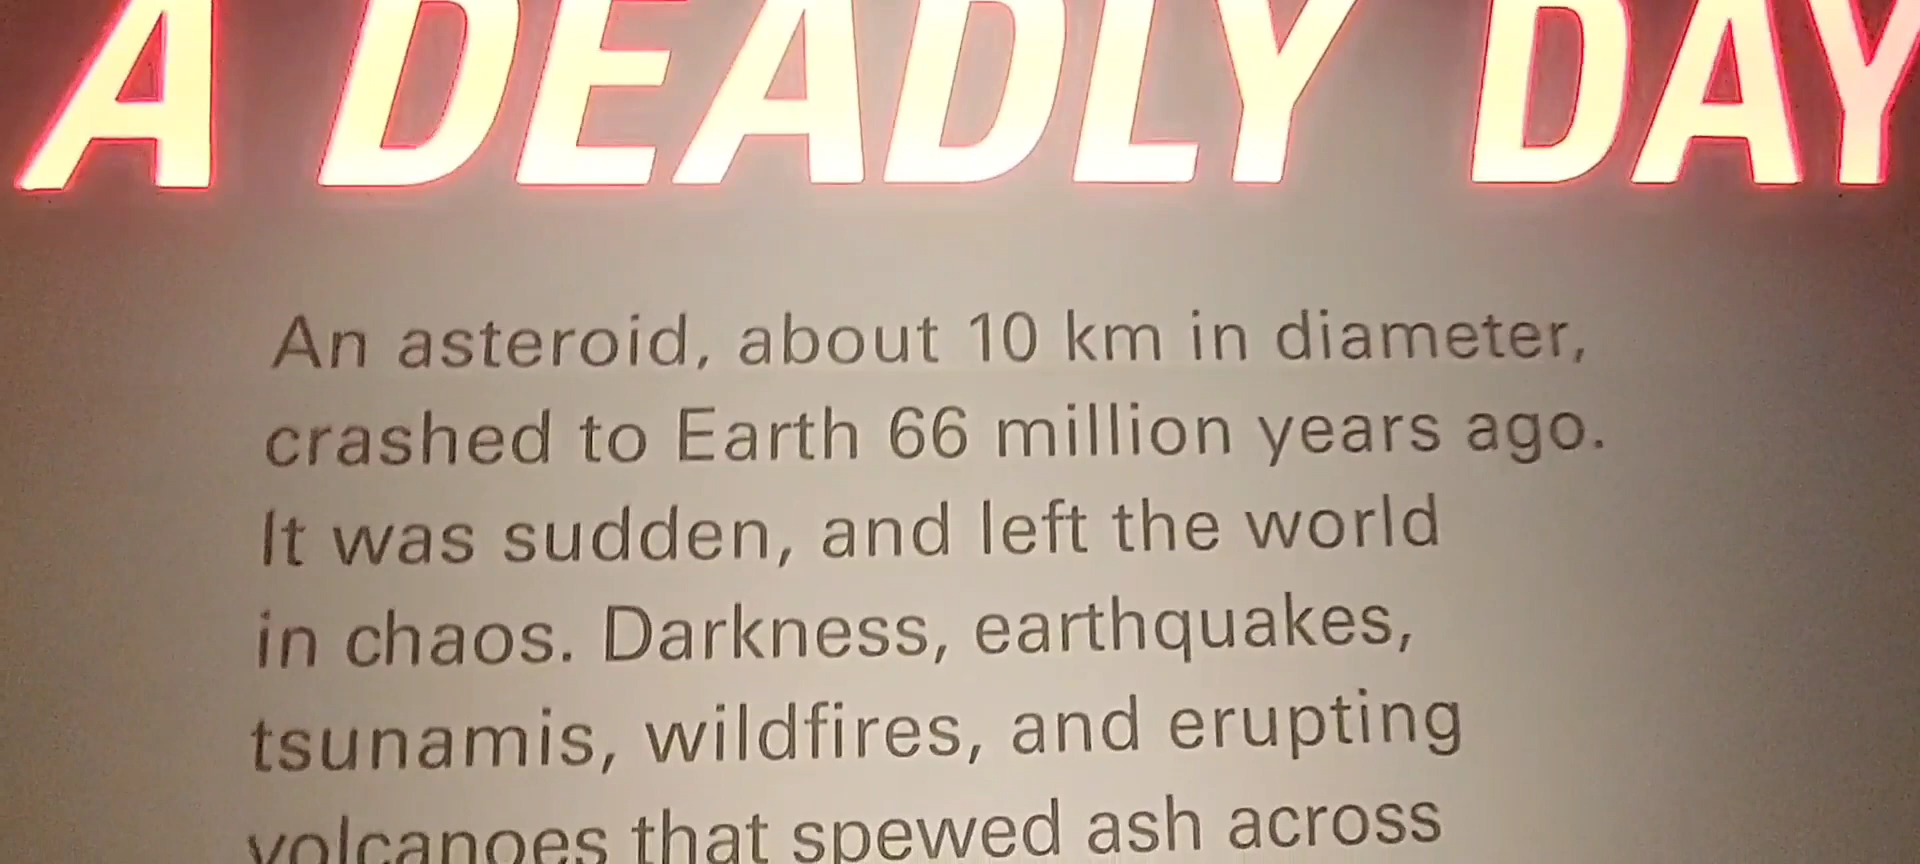 A DEADLY DAY
An asteroid, about 10 km in diameter,
crashed to Earth 66 million years ago.
It was sudden, and left the world
in chaos. Darkness, earthquakes,
tsunamis, wildfires, and erupting
volcanoes that spewed ash across